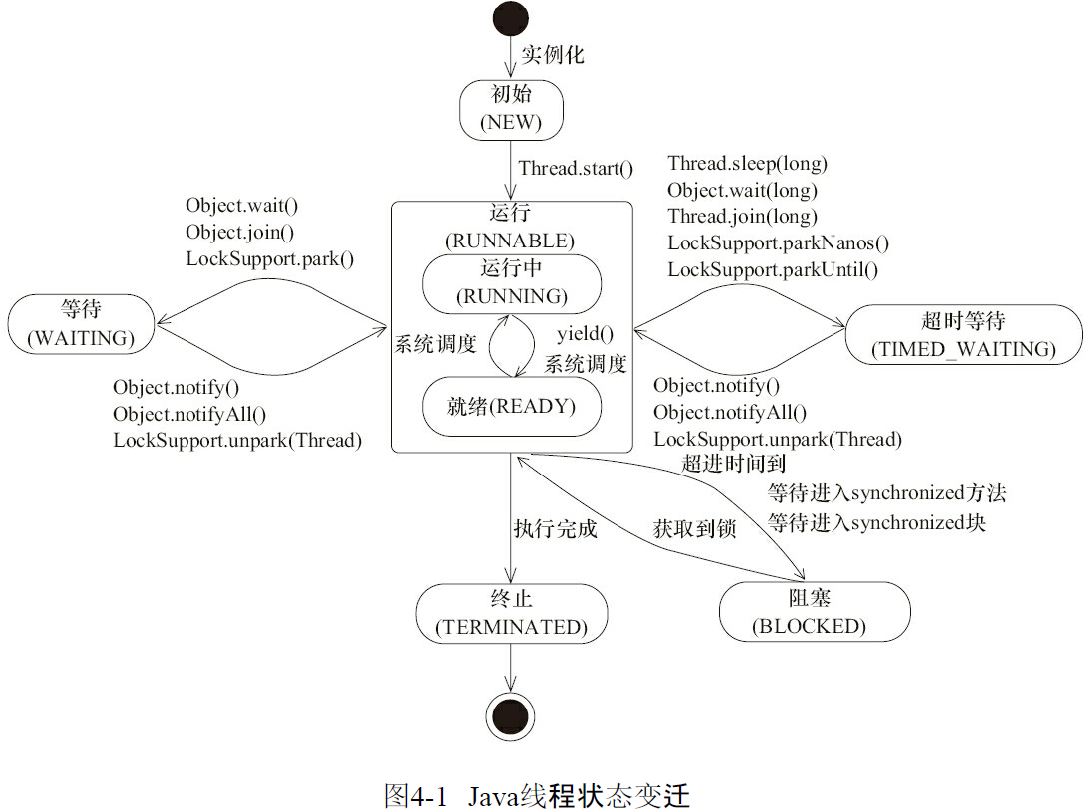 实例化
初始
(NEW)
Thread.start()
Object.wait()
Object.join()
LockSupport.park()
运行
(RUNNABLE)
运行中
(RUNNING)
系统调度
yield()
系统调度
就绪(READY)
Thread.sleep(long)
Object.wait(long)
Thread.join(long)
LockSupport.parkNanos()
LockSupport.parkUntil()
等待
(WAITING)
超时等待
(TIMED_WAITING)
Object.notify()
Object.notifyAll()
LockSupport.unpark(Thread)
Object.notify()
Object.notifyAll()
LockSupport.unpark(Thread)
超进时间到
等待进入synchronized方法
等待进入synchronized块
执行完成
获取到锁
终止
(TERMINATED)
阻塞
(BLOCKED)
图4-1 Java线程状态变迁